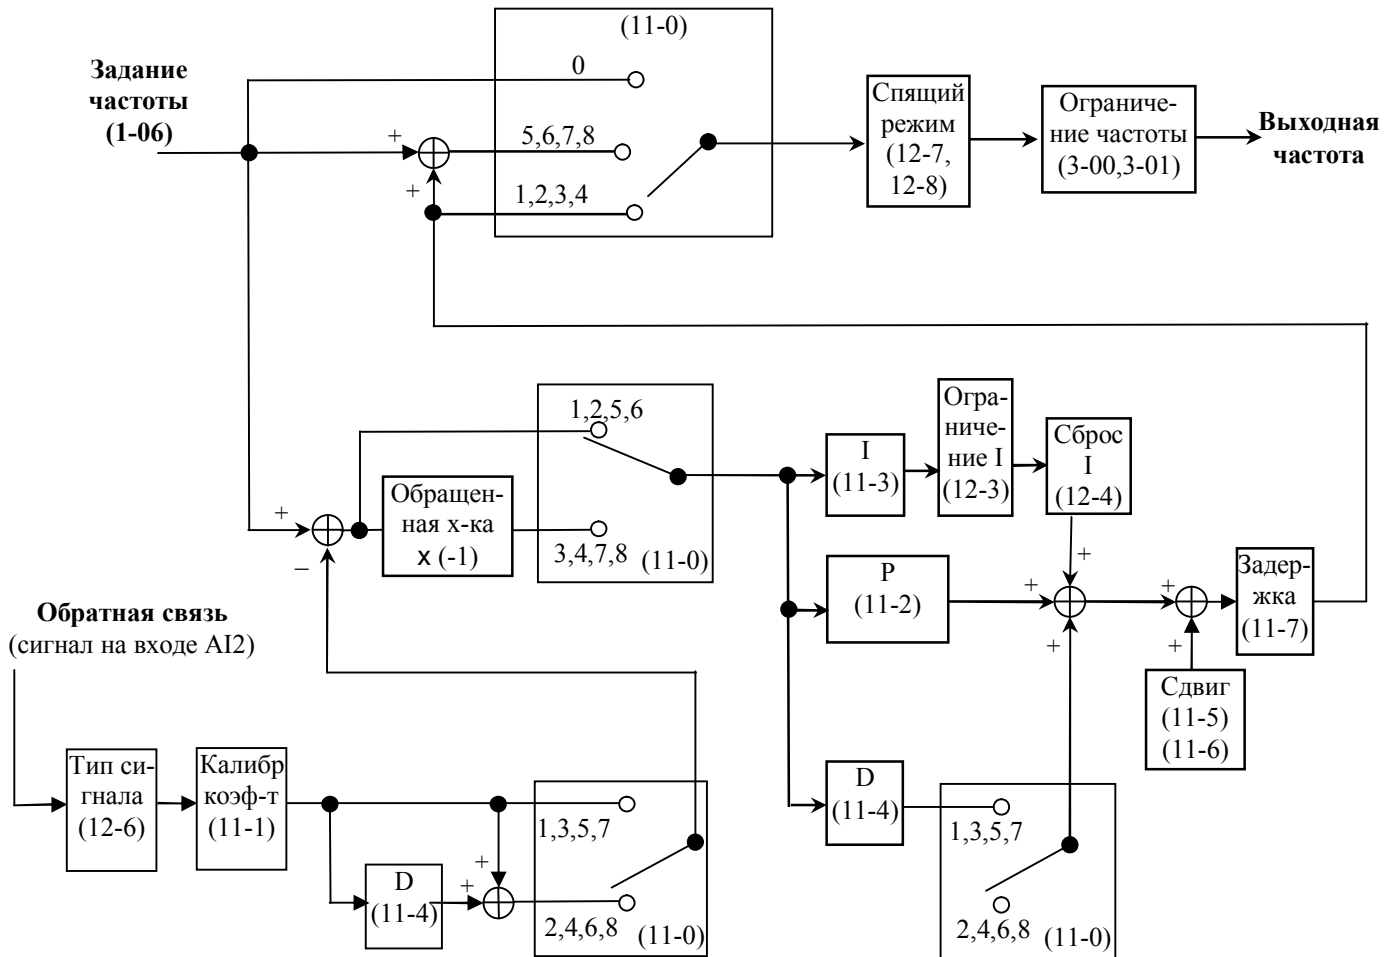 (11-0)
Задание
частоты
(1-06)
0
+
5,6,7,8
+
1,2,3,4
Спящий
режим
(12-7,
12-8)
Ограниче-
ние частоты
(3-00,3-01)
Выходная
частота
1,2,5,6
+
−
Обращен-
ная х-ка
x (-1)
3,4,7,8
(11-0)
I
(11-3)
Огра-
ниче-
ние I
(12-3)
Сброс
I
(12-4)
+
P
(11-2)
+
+
+
+
Задер-
жка
(11-7)
Сдвиг
(11-5)
(11-6)
Обратная связь
(сигнал на входе AI2)
Тип си-
гнала
(12-6)
Калибр
коэф-т
(11-1)
1,3,5,7
+
D
(11-4)
+
2,4,6,8
(11-0)
D
(11-4)
1,3,5,7
2,4,6,8
(11-0)